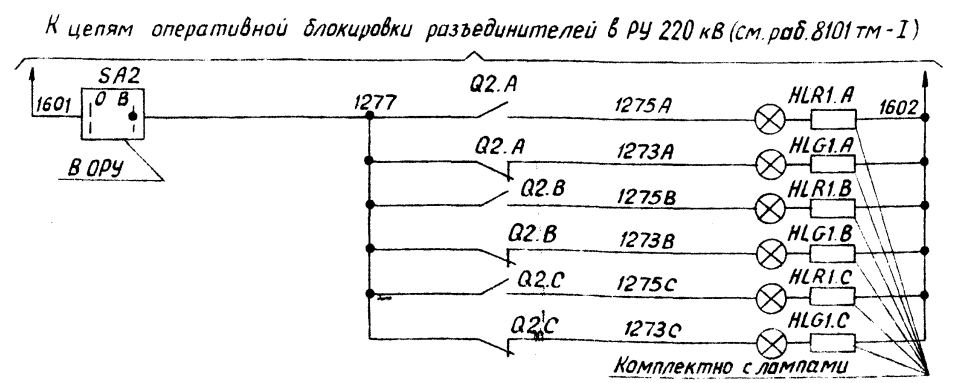 К цепям оперативной блокировки разъединителей в РУ 220 кВ (см. раб. 8101 тм-I)
SA2
1601
О В
В ОРУ
1277
Q2.A
1275A
HLR1.A
1602
Q2.A
1273A
HLG1.A
Q2.B
1275B
HLR1.B
Q2.B
1273B
HLG1.B
Q2.C
1275C
HLR1.C
Q2.C
1273C
HLG1.C
Комплектно с лампами